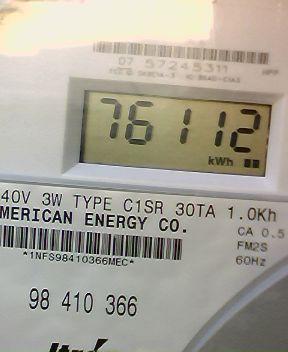 07 57245311
76112
kWh
40V 3W TYPE C1SR 30TA 1.0Kh
MERICAN ENERGY CO.
CA 0.5
FM2S
60Hz
*1NFS98410366MEC*
98 410 366